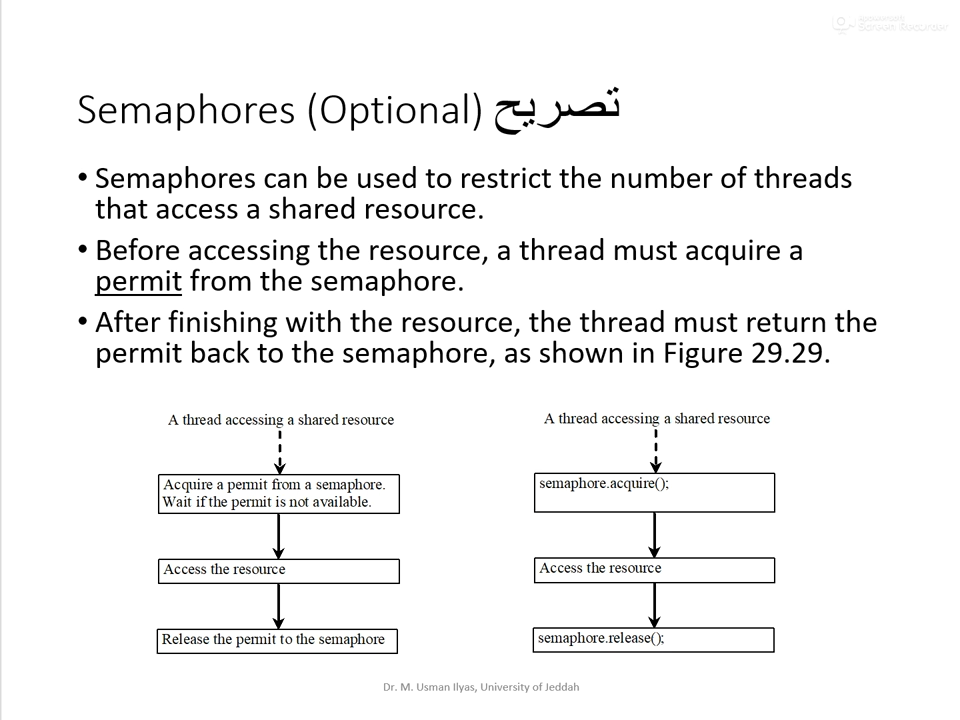 Screen Recorder
Semaphores (Optional) تصريح
• Semaphores can be used to restrict the number of threads
that access a shared resource.
• Before accessing the resource, a thread must acquire a
permit from the semaphore.
• After finishing with the resource, the thread must return the
permit back to the semaphore, as shown in Figure 29.29.
A thread accessing a shared resource
Acquire a permit from a semaphore.
Wait if the permit is not available.
Access the resource
Release the permit to the semaphore
A thread accessing a shared resource
semaphore.acquire();
Access the resource
semaphore.release();
Dr. M. Usman Ilyas, University of Jeddah